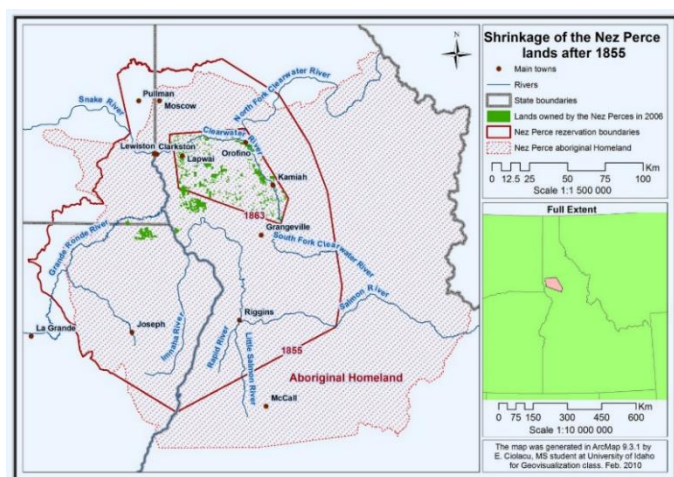 Shrinkage of the Nez Perce
lands after 1855
Main towns
Rivers
State boundaries
Lands owned by the Nez Perces in 2006
Nez Perce reservation boundaries
Nez Perce aboriginal Homeland
0 12.5 25 50 75 100 Km
Scale 1:1 500 000
Full Extent
0 75 150 300 450 600 Km
Scale 1:10 000 000
The map was generated in ArcMap 9.3.1 by
E. Ciolacu, MS student at University of Idaho
for Geovisualization class. Feb. 2010
N
Pullman
Moscow
Snake River
North Fork Clearwater River
Clearwater River
Lewiston
Clarkston
Lapwai
Orofino
Kamiah
1863
Grangeville
South Fork Clearwater River
Grande Ronde River
Salmon River
La Grande
Joseph
Imnaha River
Rapid River
Riggins
Little Salmon River
1855
Aboriginal Homeland
McCall